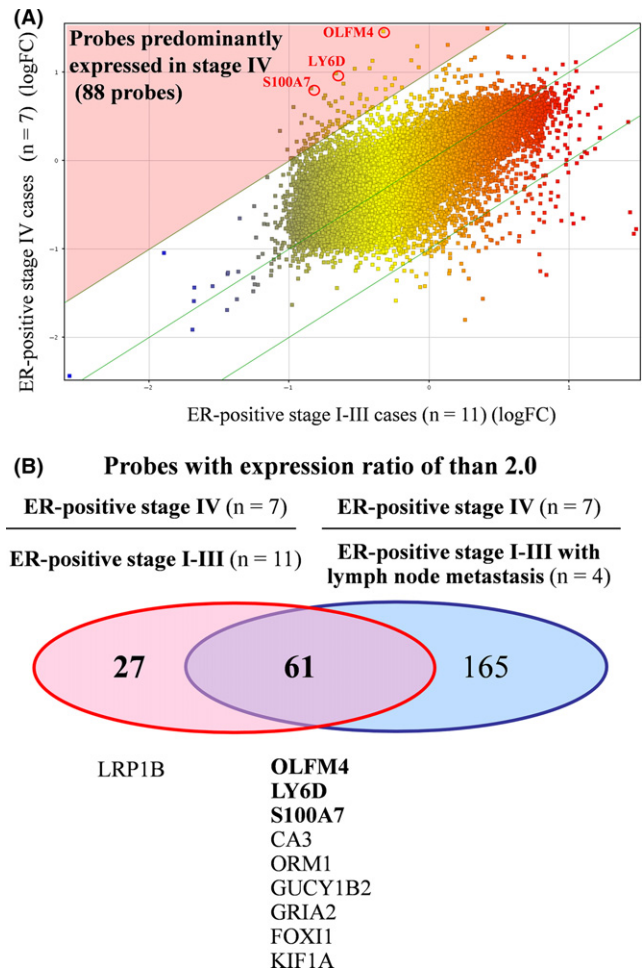 (A)
Probes predominantly
expressed in stage IV
(88 probes)
OLFM4
LY6D
S100A7
ER-positive stage IV cases (n = 7) (logFC)
1
0
−1
−2
−2
−1
0
1
ER-positive stage I-III cases (n = 11) (logFC)
(B)
Probes with expression ratio of than 2.0
ER-positive stage IV (n = 7)
ER-positive stage I-III (n = 11)
ER-positive stage IV (n = 7)
ER-positive stage I-III with
lymph node metastasis (n = 4)
27
61
165
LRP1B
OLFM4
LY6D
S100A7
CA3
ORM1
GUCY1B2
GRIA2
FOXI1
KIF1A